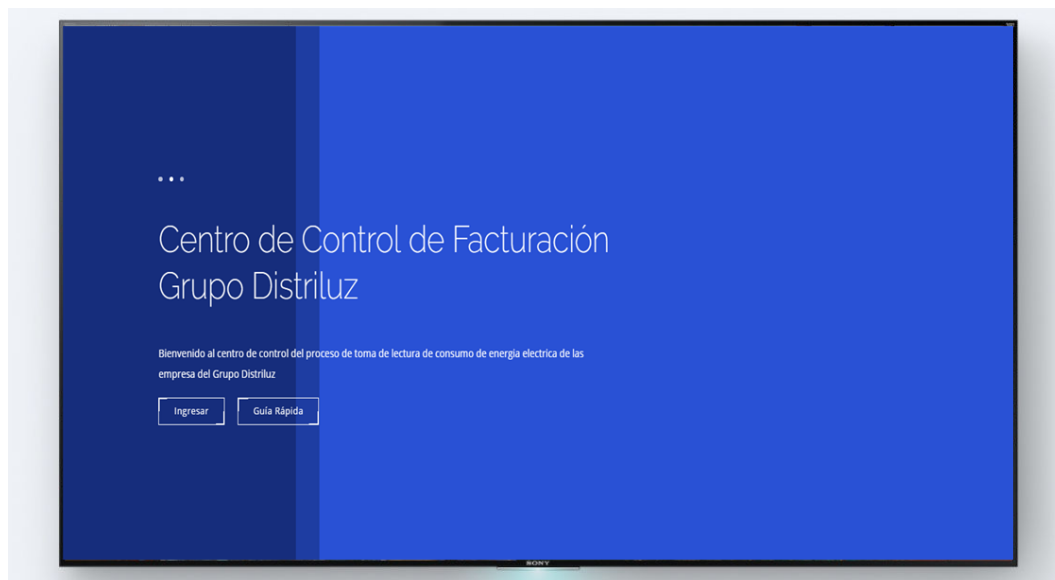 Centro de Control de Facturación
Grupo Distriluz
Bienvenido al centro de control del proceso de toma de lectura de consumo de energia electrica de las
empresa del Grupo Distriluz
Ingresar
Guía Rápida
SONY